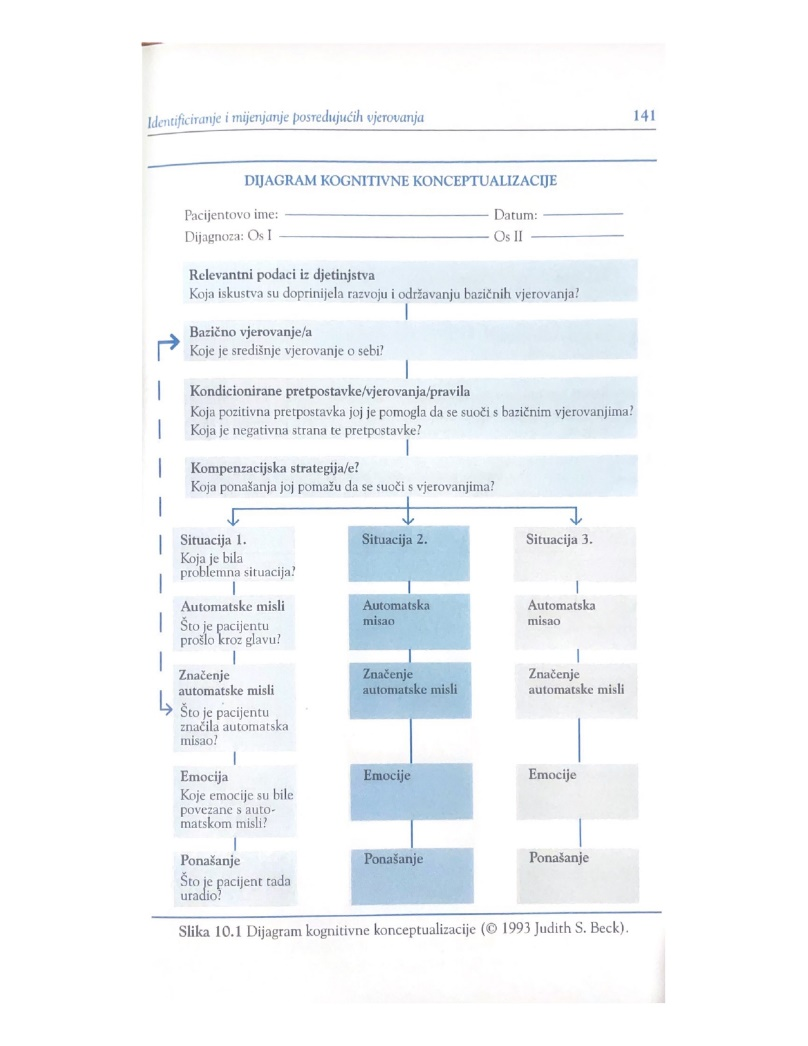 Identificiranje i mijenjanje posredujućih vjerovanja 141
DIJAGRAM KOGNITIVNE KONCEPTUALIZACIJE
Pacijentovo ime: Datum:
Dijagnoza: Os I Os II
Relevantni podaci iz djetinjstva
Koja iskustva su doprinijela razvoju i održavanju bazičnih vjerovanja?
Bazično vjerovanje/a
Koje je središnje vjerovanje o sebi?
Kondicionirane pretpostavke/vjerovanja/pravila
Koja pozitivna pretpostavka joj je pomogla da se suoči s bazičnim vjerovanjima?
Koja je negativna strana te pretpostavke?
Kompenzacijska strategija/e?
Koja ponašanja joj pomažu da se suoči s vjerovanjima?
Situacija 1.
Koja je bila
problemna situacija?
Automatske misli
Što je pacijentu
prošlo kroz glavu?
Značenje
automatske misli
Što je pacijentu
značila automatska
misao?
Emocija
Koje emocije su bile
povezane s auto-
matskom misli?
Ponašanje
Što je pacijent tada
uradio?
Situacija 2.
Automatska
misao
Značenje
automatske misli
Emocije
Ponašanje
Situacija 3.
Automatska
misao
Značenje
automatske misli
Emocije
Ponašanje
Slika 10.1 Dijagram kognitivne konceptualizacije (© 1993 Judith S. Beck).